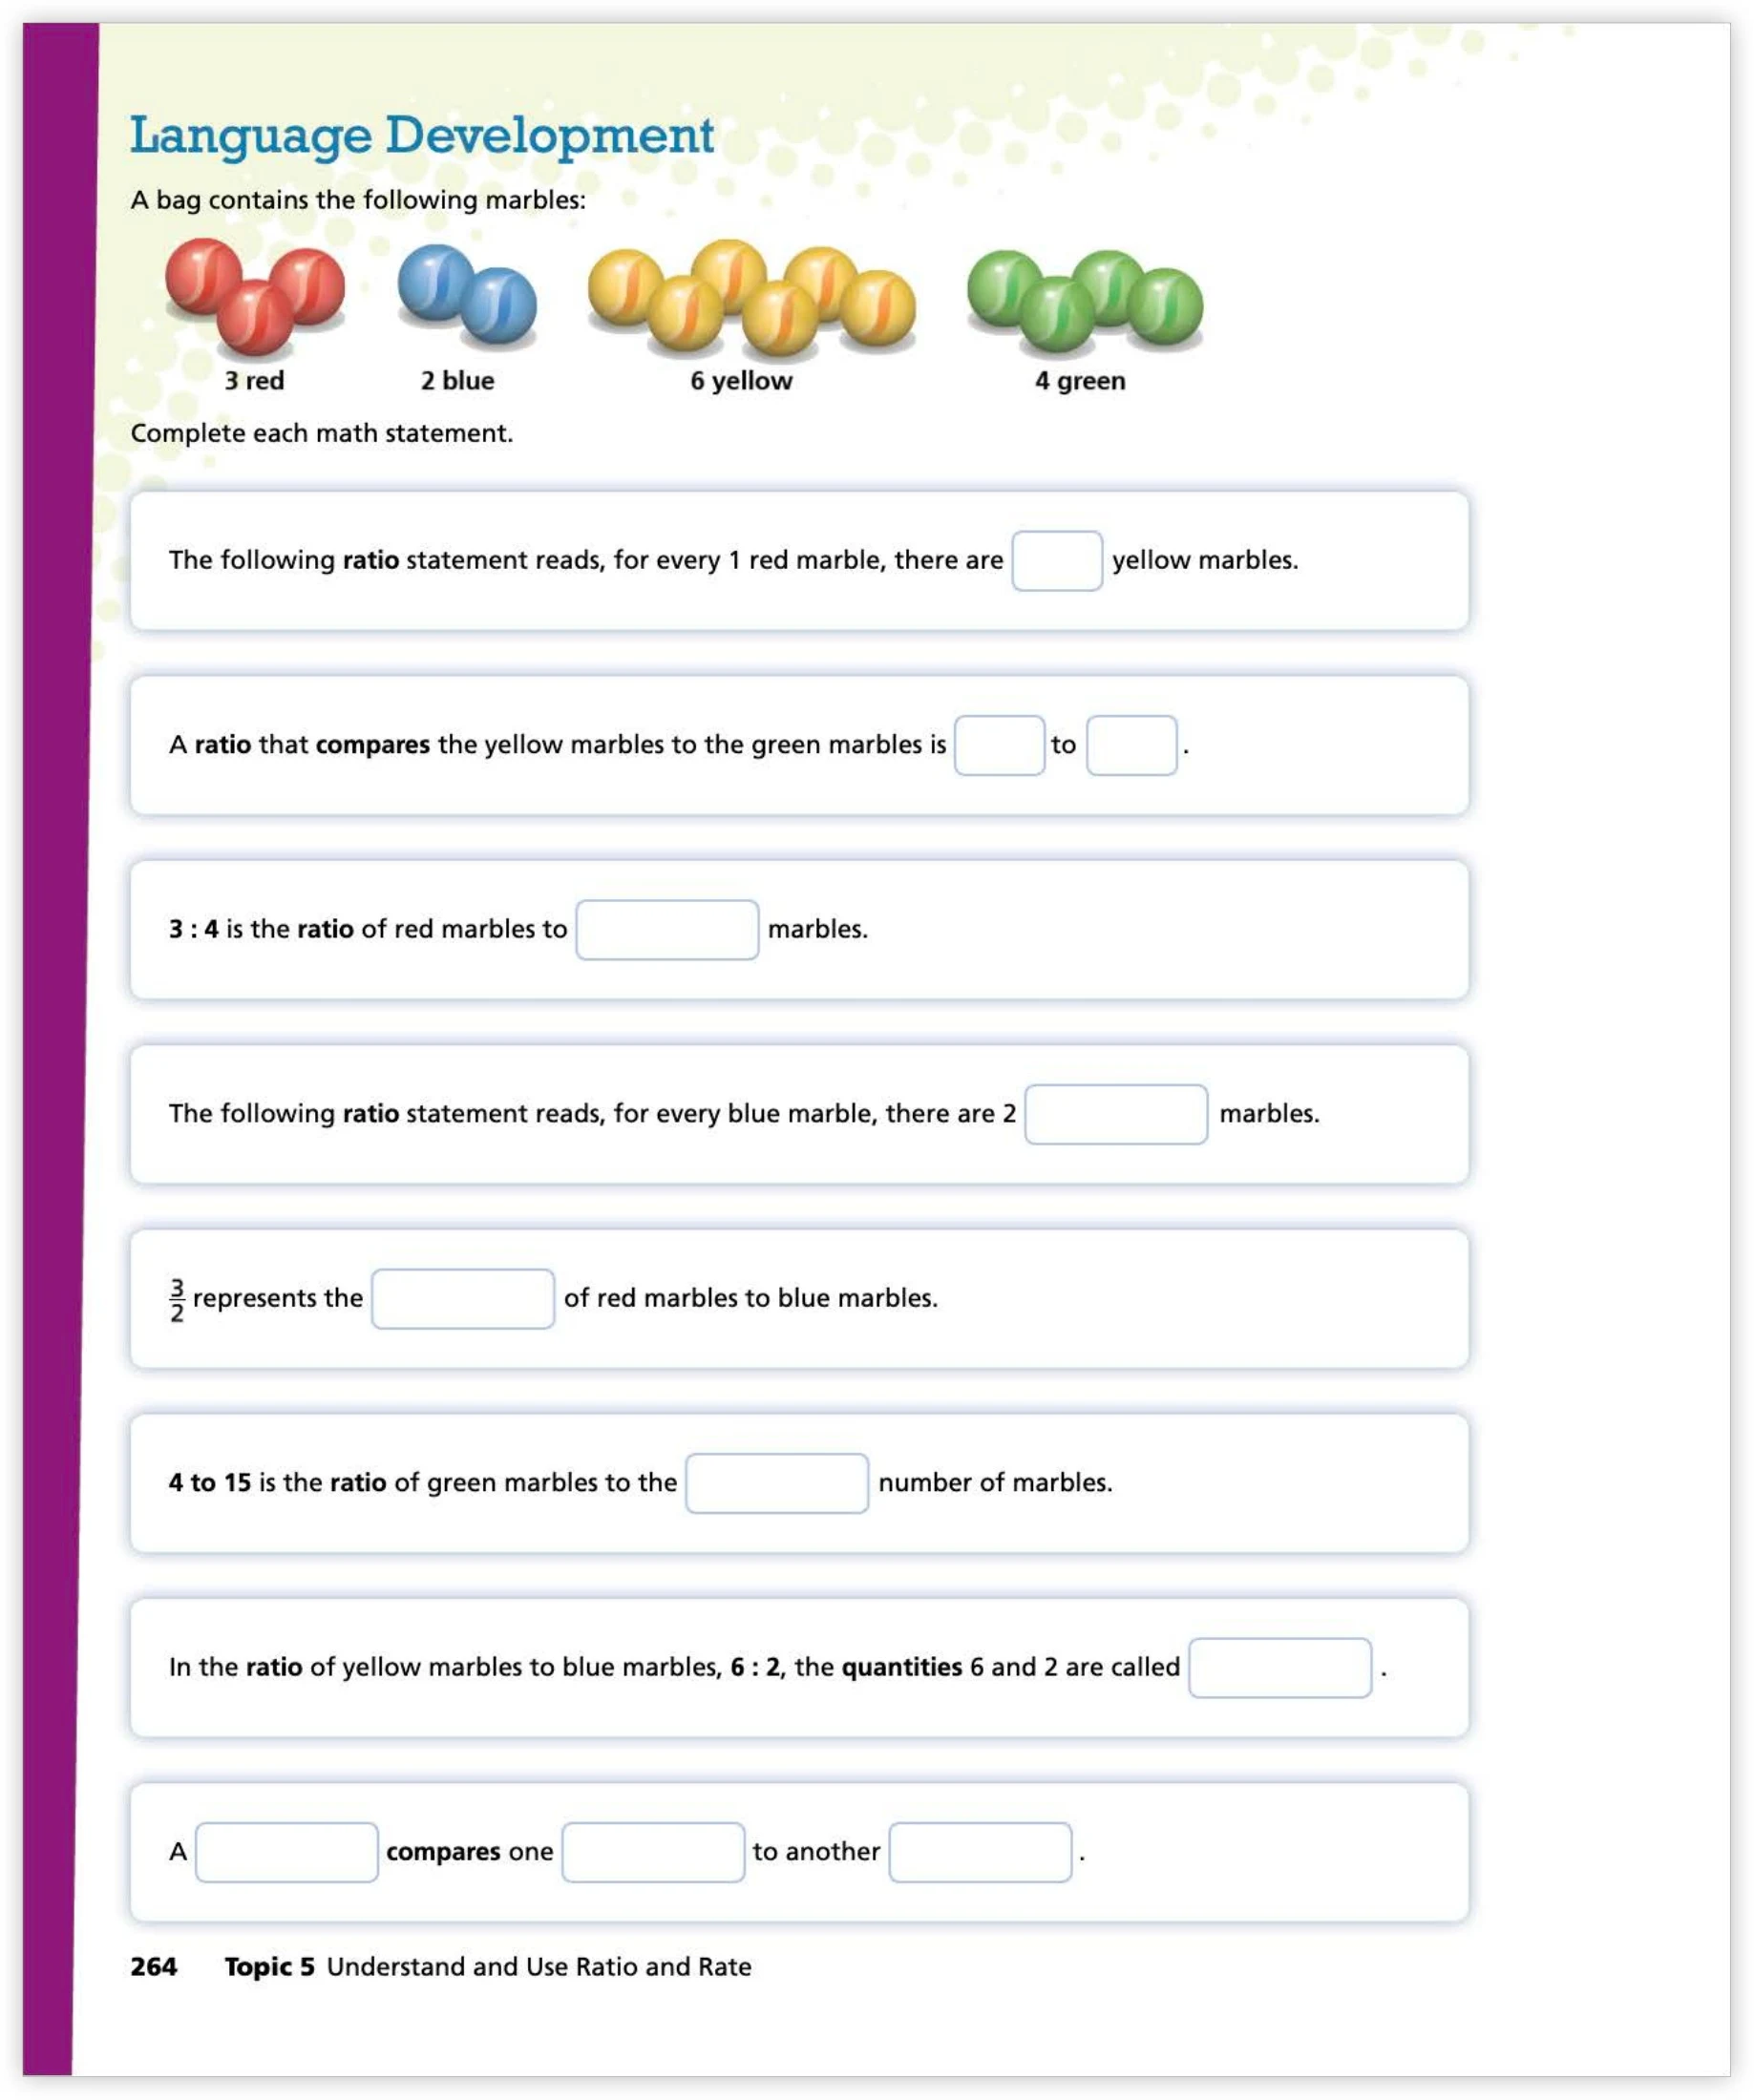 Language Development
A bag contains the following marbles:
3 red 2 blue 6 yellow 4 green
Complete each math statement.
The following ratio statement reads, for every 1 red marble, there are yellow marbles.
A ratio that compares the yellow marbles to the green marbles is to .
3 : 4 is the ratio of red marbles to marbles.
The following ratio statement reads, for every blue marble, there are 2 marbles.
3/2 represents the of red marbles to blue marbles.
4 to 15 is the ratio of green marbles to the number of marbles.
In the ratio of yellow marbles to blue marbles, 6 : 2, the quantities 6 and 2 are called .
A compares one to another .
264 Topic 5 Understand and Use Ratio and Rate